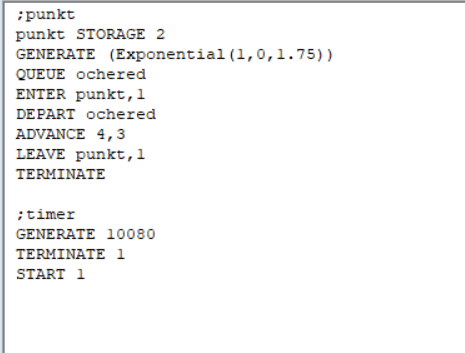 ;punkt
punkt STORAGE 2
GENERATE (Exponential(1,0,1.75))
QUEUE ochered
ENTER punkt,1
DEPART ochered
ADVANCE 4,3
LEAVE punkt,1
TERMINATE
;timer
GENERATE 10080
TERMINATE 1
START 1